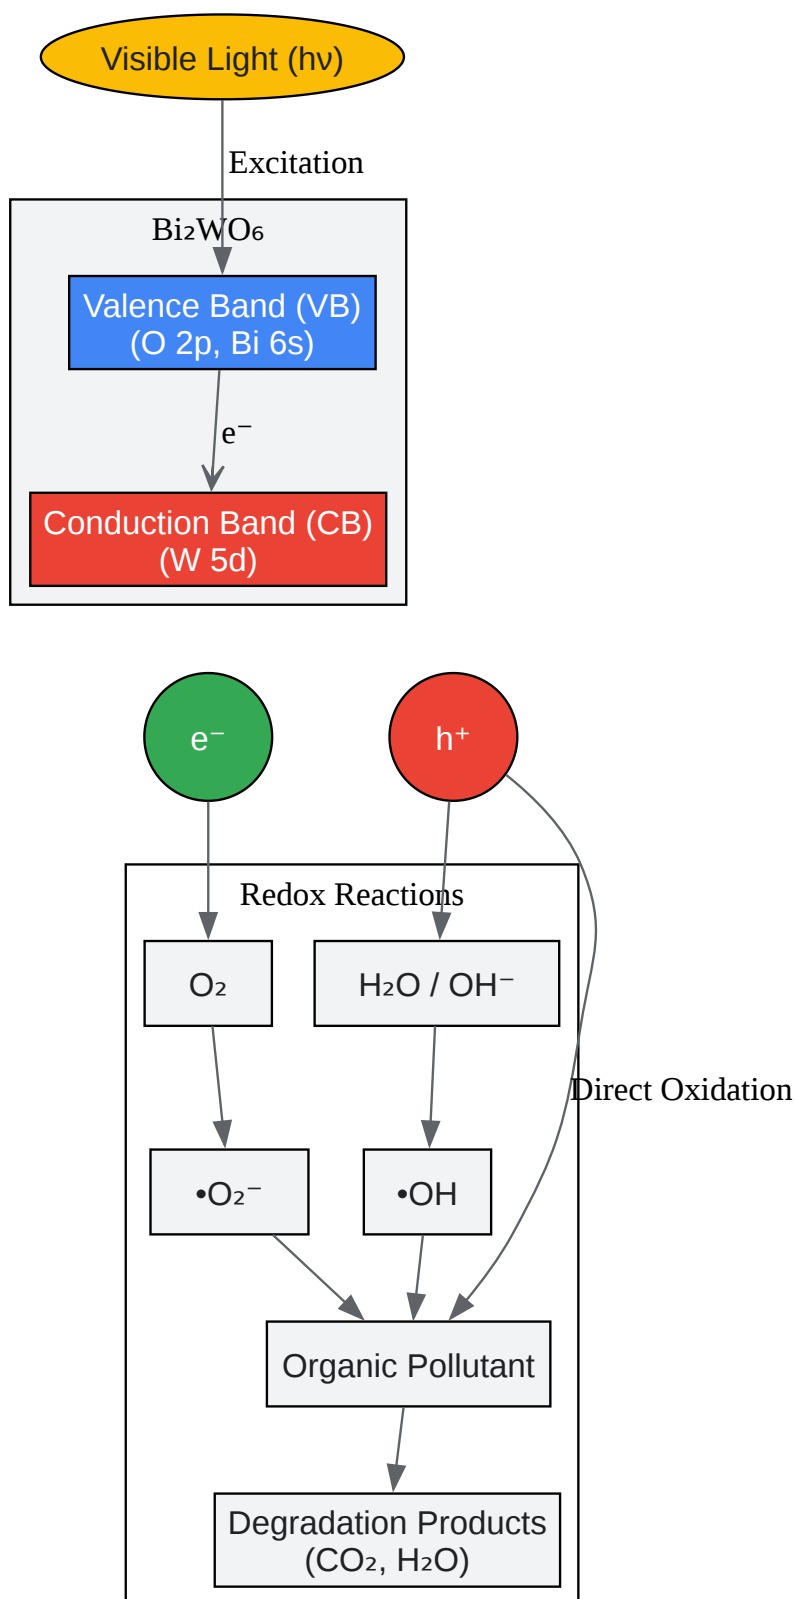 Visible Light (hν)
Excitation
Bi₂WO₆
Valence Band (VB)
(O 2p, Bi 6s)
e⁻
Conduction Band (CB)
(W 5d)
e⁻
h⁺
Redox Reactions
O₂
H₂O / OH⁻
Direct Oxidation
•O₂⁻
•OH
Organic Pollutant
Degradation Products
(CO₂, H₂O)